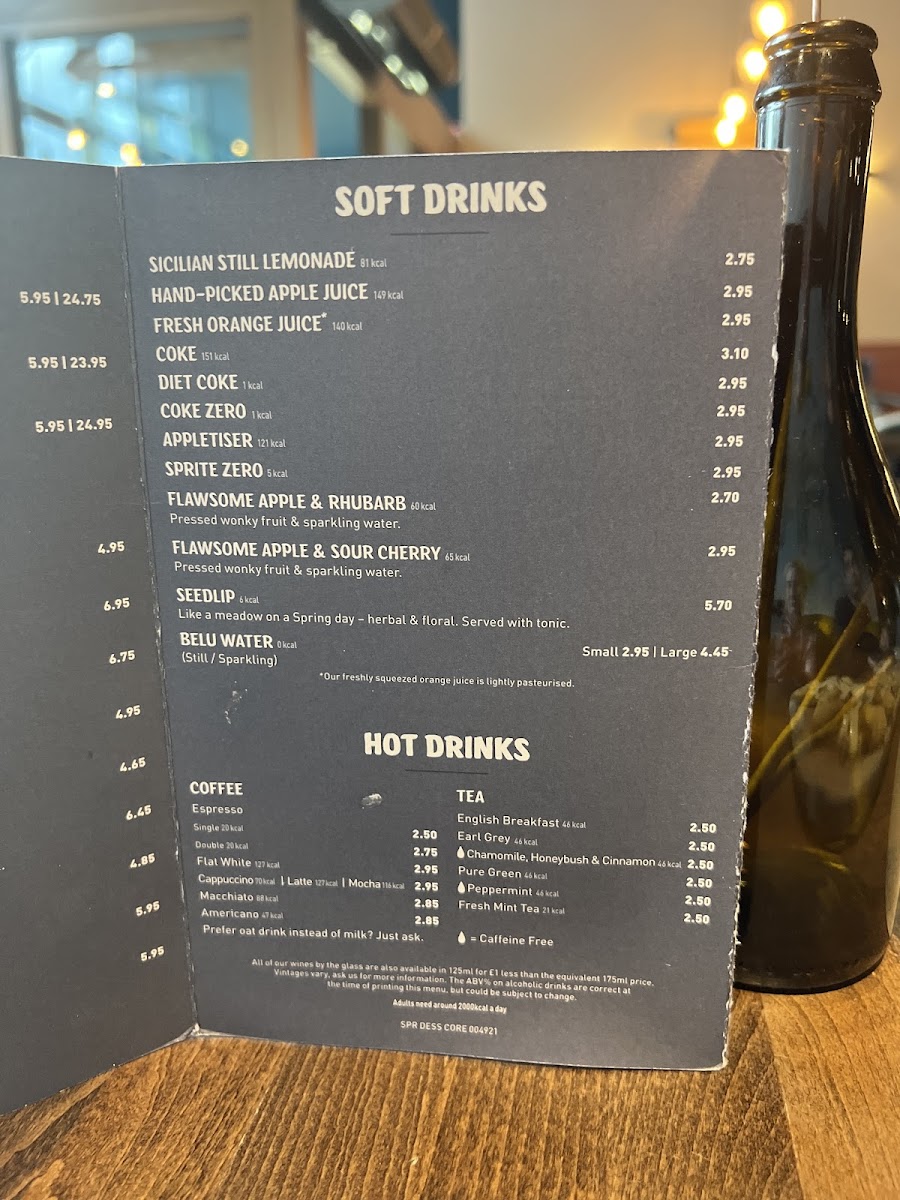 5.95 | 24.75
5.95 | 23.95
5.95 | 24.95
4.95
6.95
6.75
4.95
4.65
6.45
4.85
5.95
5.95
SOFT DRINKS
SICILIAN STILL LEMONADE 81 kcal 2.75
HAND-PICKED APPLE JUICE 149 kcal 2.95
FRESH ORANGE JUICE* 140 kcal 2.95
COKE 151 kcal 3.10
DIET COKE 1 kcal 2.95
COKE ZERO 1 kcal 2.95
APPLETISER 121 kcal 2.95
SPRITE ZERO 5 kcal 2.95
FLAWSOME APPLE & RHUBARB 60 kcal 2.70
Pressed wonky fruit & sparkling water.
FLAWSOME APPLE & SOUR CHERRY 65 kcal 2.95
Pressed wonky fruit & sparkling water.
SEEDLIP 6 kcal 5.70
Like a meadow on a Spring day – herbal & floral. Served with tonic.
BELU WATER 0 kcal
(Still / Sparkling) Small 2.95 | Large 4.45
*Our freshly squeezed orange juice is lightly pasteurised.
HOT DRINKS
COFFEE
Espresso
Single 20 kcal 2.50
Double 20 kcal 2.75
Flat White 127 kcal 2.95
Cappuccino 70 kcal | Latte 127 kcal | Mocha 116 kcal 2.95
Macchiato 88 kcal 2.85
Americano 47 kcal 2.85
Prefer oat drink instead of milk? Just ask.
TEA
English Breakfast 46 kcal 2.50
Earl Grey 46 kcal 2.50
Chamomile, Honeybush & Cinnamon 46 kcal 2.50
Pure Green 46 kcal 2.50
Peppermint 46 kcal 2.50
Fresh Mint Tea 21 kcal 2.50
= Caffeine Free
All of our wines by the glass are also available in 125ml for £1 less than the equivalent 175ml price.
Vintages vary, ask us for more information. The ABV% on alcoholic drinks are correct at
the time of printing this menu, but could be subject to change.
Adults need around 2000kcal a day
SPR DESS CORE 004921